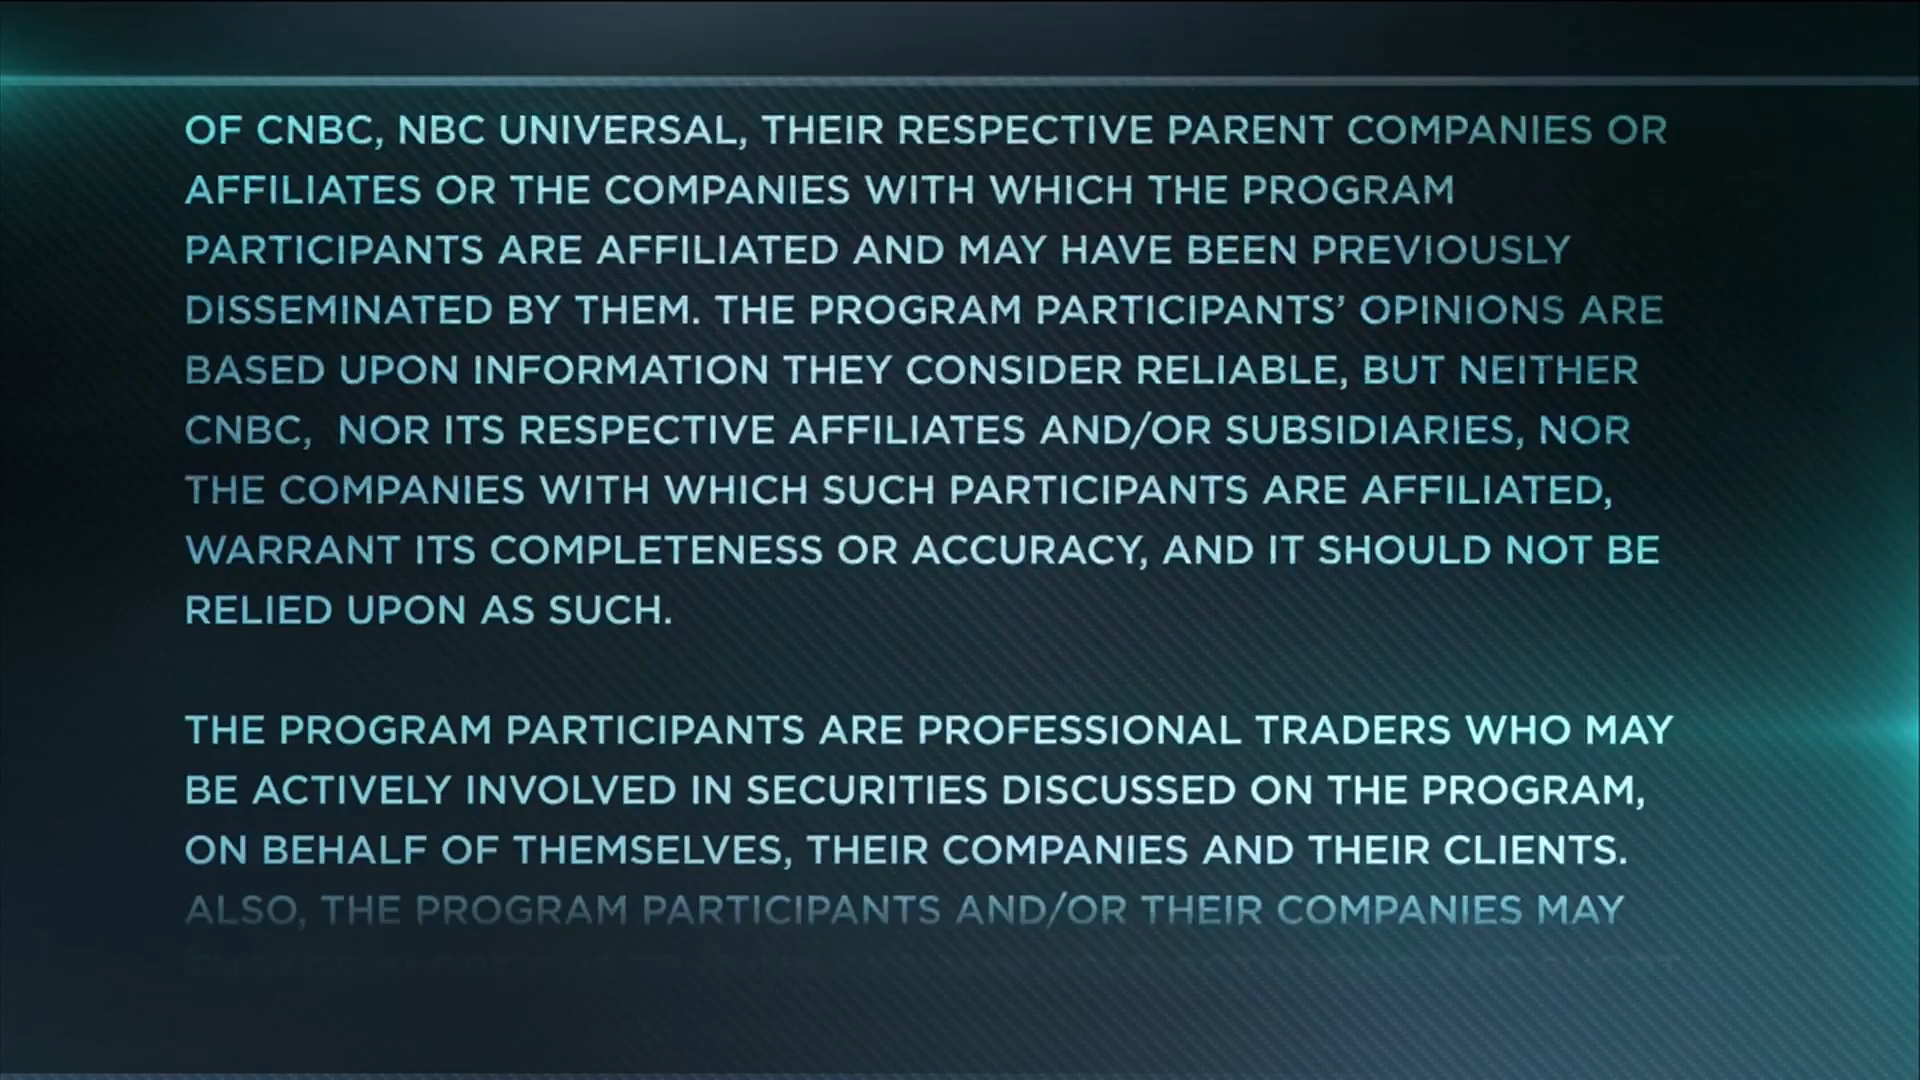 OF CNBC, NBC UNIVERSAL, THEIR RESPECTIVE PARENT COMPANIES OR
AFFILIATES OR THE COMPANIES WITH WHICH THE PROGRAM
PARTICIPANTS ARE AFFILIATED AND MAY HAVE BEEN PREVIOUSLY
DISSEMINATED BY THEM. THE PROGRAM PARTICIPANTS’ OPINIONS ARE
BASED UPON INFORMATION THEY CONSIDER RELIABLE, BUT NEITHER
CNBC,  NOR ITS RESPECTIVE AFFILIATES AND/OR SUBSIDIARIES, NOR
THE COMPANIES WITH WHICH SUCH PARTICIPANTS ARE AFFILIATED,
WARRANT ITS COMPLETENESS OR ACCURACY, AND IT SHOULD NOT BE
RELIED UPON AS SUCH.
THE PROGRAM PARTICIPANTS ARE PROFESSIONAL TRADERS WHO MAY
BE ACTIVELY INVOLVED IN SECURITIES DISCUSSED ON THE PROGRAM,
ON BEHALF OF THEMSELVES, THEIR COMPANIES AND THEIR CLIENTS.
ALSO, THE PROGRAM PARTICIPANTS AND/OR THEIR COMPANIES MAY